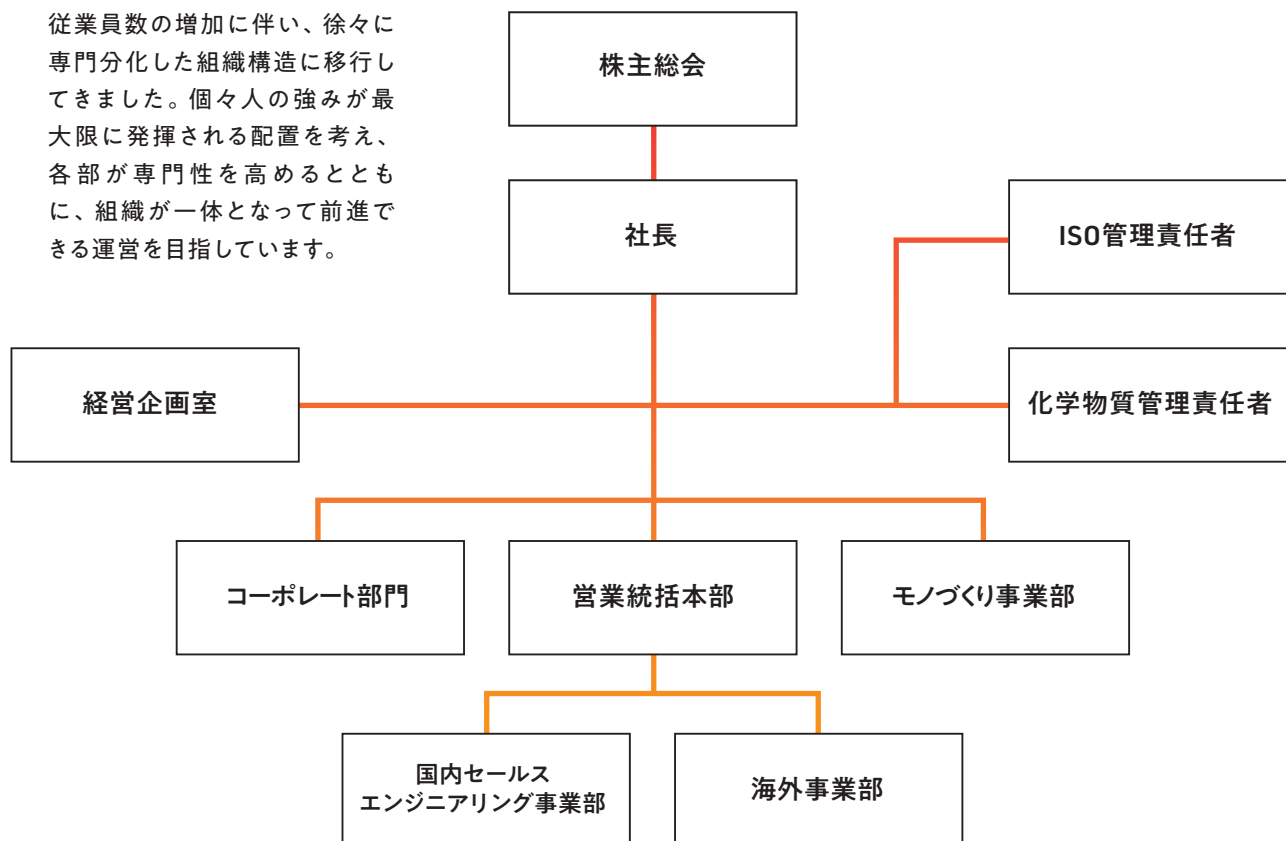 従業員数の増加に伴い、徐々に
専門分化した組織構造に移行し
てきました。個々人の強みが最
大限に発揮される配置を考え、
各部が専門性を高めるととも
に、組織が一体となって前進で
きる運営を目指しています。
株主総会
社長
ISO管理責任者
経営企画室
化学物質管理責任者
コーポレート部門
営業統括本部
モノづくり事業部
国内セールス
エンジニアリング事業部
海外事業部